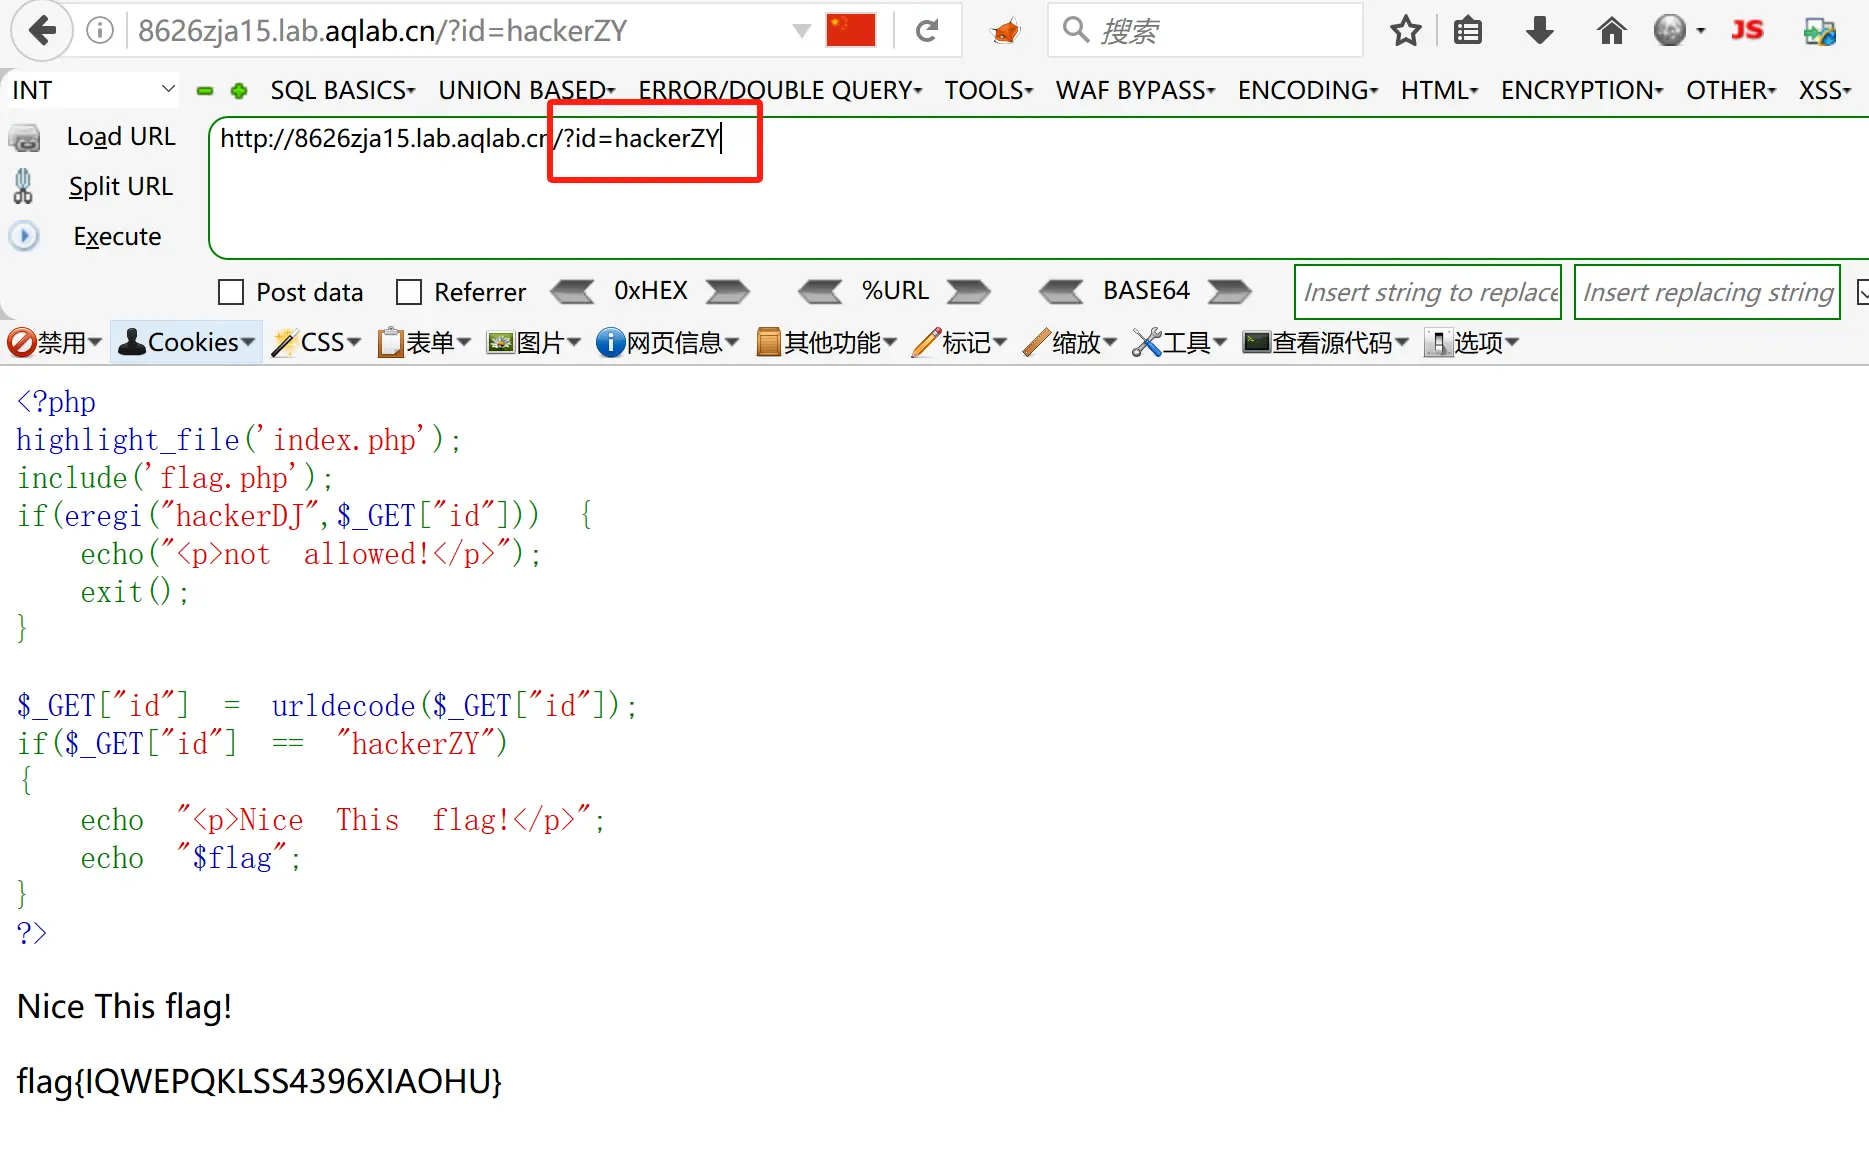 8626zja15.lab.aqlab.cn/?id=hackerZY 搜索 JS
INT SQL BASICS UNION BASED ERROR/DOUBLE QUERY TOOLS WAF BYPASS ENCODING HTML ENCRYPTION OTHER XSS
Load URL http://8626zja15.lab.aqlab.cn/?id=hackerZY
Split URL
Execute
Post data Referrer 0xHEX %URL BASE64 Insert string to replace Insert replacing string
禁用 Cookies CSS 表单 图片 网页信息 其他功能 标记 缩放 工具 查看源代码 选项
<?php
highlight_file('index.php');
include('flag.php');
if(eregi("hackerDJ",$_GET["id"])) {
    echo("<p>not allowed!</p>");
    exit();
}
$_GET["id"] = urldecode($_GET["id"]);
if($_GET["id"] == "hackerZY")
{
    echo "<p>Nice This flag!</p>";
    echo "$flag";
}
?>
Nice This flag!
flag{IQWEPQKLSS4396XIAOHU}